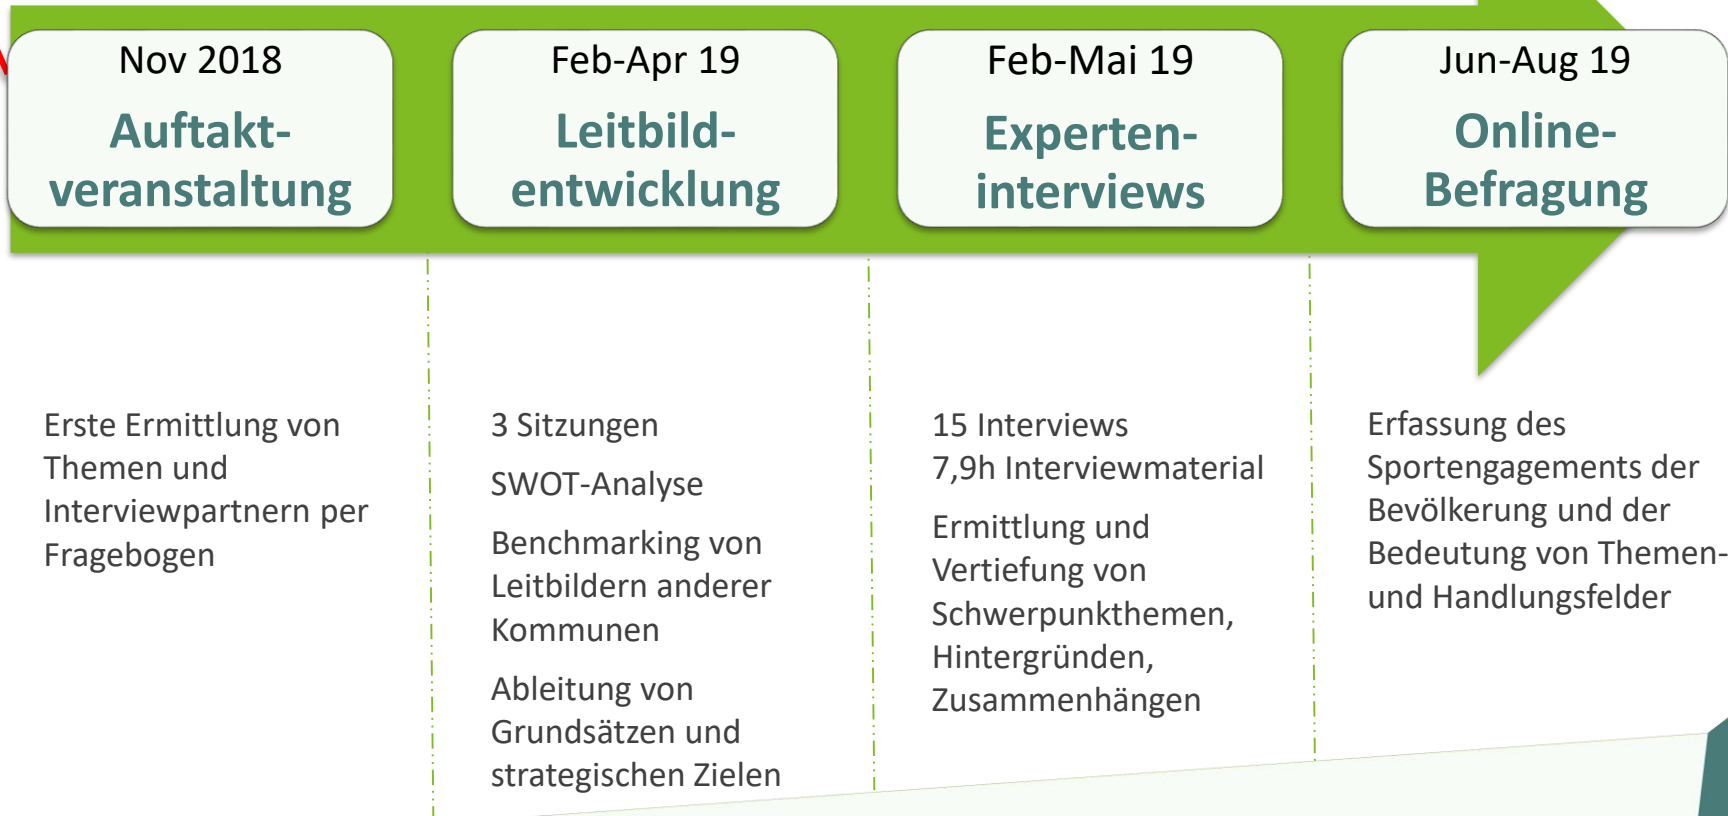 Nov 2018
Auftakt-
veranstaltung
Feb-Apr 19
Leitbild-
entwicklung
Feb-Mai 19
Experten-
interviews
Jun-Aug 19
Online-
Befragung
Erste Ermittlung von
Themen und
Interviewpartnern per
Fragebogen
3 Sitzungen
SWOT-Analyse
Benchmarking von
Leitbildern anderer
Kommunen
Ableitung von
Grundsätzen und
strategischen Zielen
15 Interviews
7,9h Interviewmaterial
Ermittlung und
Vertiefung von
Schwerpunkthemen,
Hintergründen,
Zusammenhängen
Erfassung des
Sportengagements der
Bevölkerung und der
Bedeutung von Themen-
und Handlungsfelder